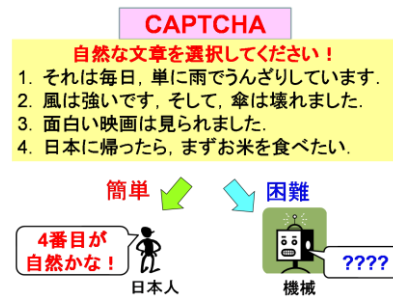 CAPTCHA
自然な文章を選択してください！
1. それは毎日, 単に雨でうんざりしています.
2. 風は強いです, そして, 傘は壊れました.
3. 面白い映画は見られました.
4. 日本に帰ったら, まずお米を食べたい.
簡単
困難
4番目が
自然かな！
????
日本人
機械